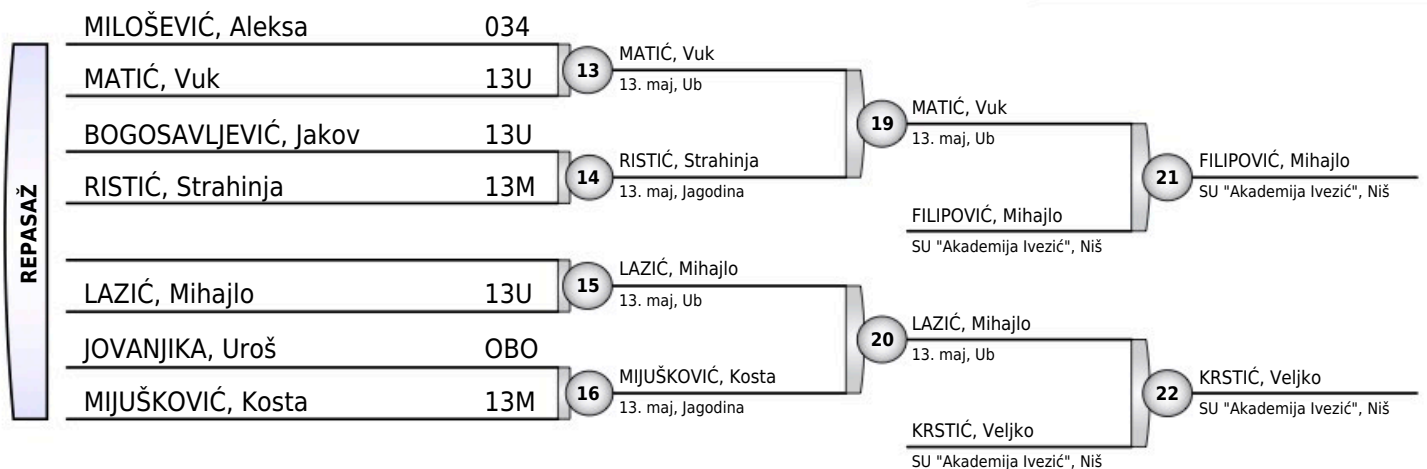 REPASAŽ
MILOŠEVIĆ, Aleksa 034
MATIĆ, Vuk 13U
BOGOSAVLJEVIĆ, Jakov 13U
RISTIĆ, Strahinja 13M
LAZIĆ, Mihajlo 13U
JOVANJIKA, Uroš OBO
MIJUŠKOVIĆ, Kosta 13M
13
MATIĆ, Vuk
13. maj, Ub
14
RISTIĆ, Strahinja
13. maj, Jagodina
15
LAZIĆ, Mihajlo
13. maj, Ub
16
MIJUŠKOVIĆ, Kosta
13. maj, Jagodina
19
MATIĆ, Vuk
13. maj, Ub
FILIPOVIĆ, Mihajlo
SU "Akademija Ivezić", Niš
20
LAZIĆ, Mihajlo
13. maj, Ub
KRSTIĆ, Veljko
SU "Akademija Ivezić", Niš
21
FILIPOVIĆ, Mihajlo
SU "Akademija Ivezić", Niš
22
KRSTIĆ, Veljko
SU "Akademija Ivezić", Niš